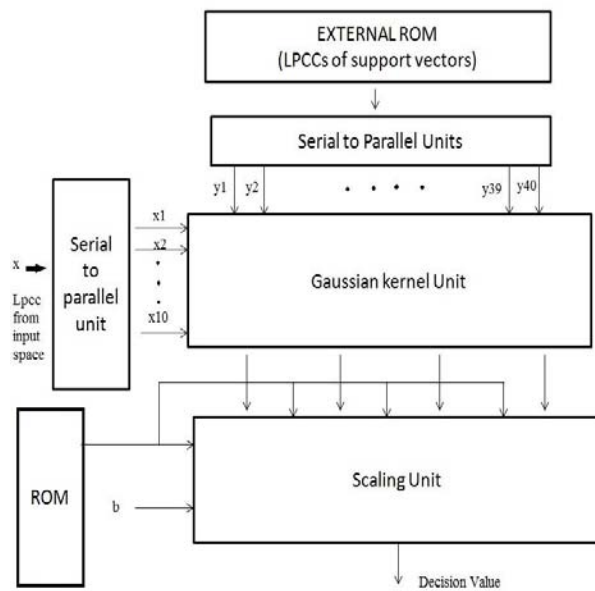 EXTERNAL ROM
(LPCCs of support vectors)
Serial to Parallel Units
y1 y2 y39 y40
x1
x2
x10
x
Lpcc
from
input
space
Serial
to
parallel
unit
Gaussian kernel Unit
ROM
b
Scaling Unit
Decision Value